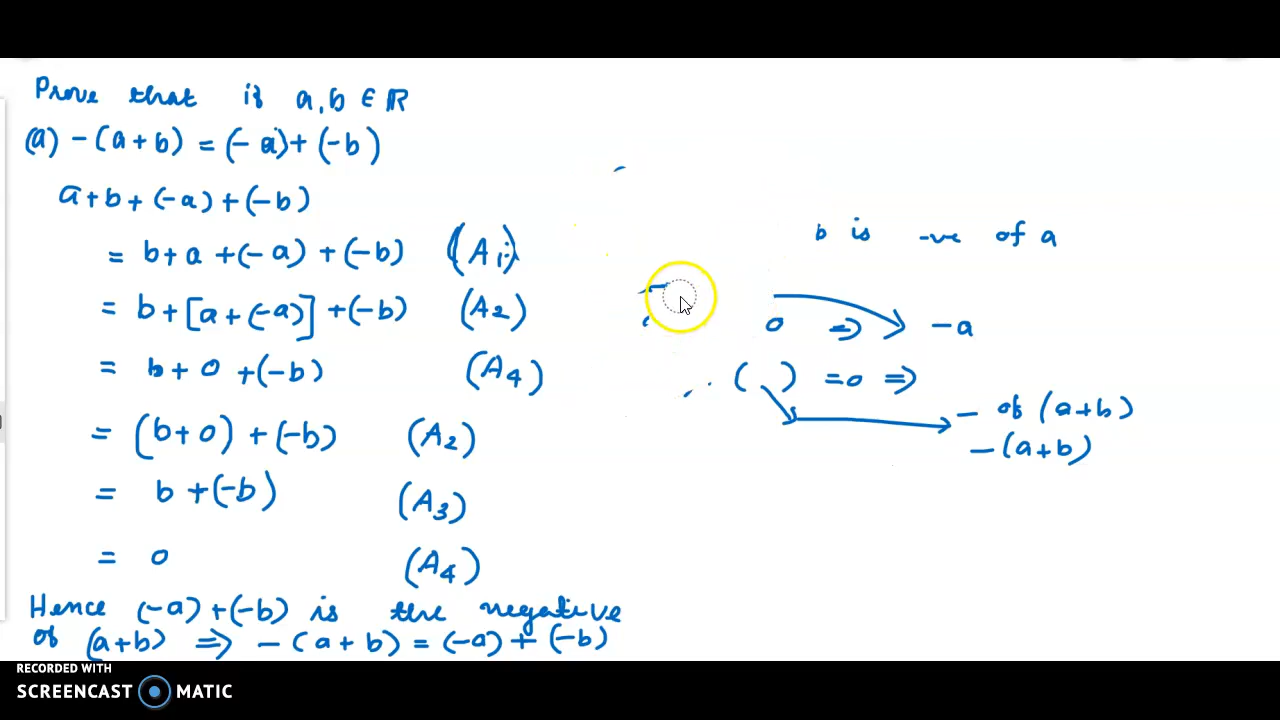 Prove that if a, b ∈ ℝ
(a) -(a+b) = (-a)+(-b)
a+b+(-a)+(-b)
= b+a+(-a)+(-b) (A1)
= b+[a+(-a)]+(-b) (A2)
= b+0+(-b) (A4)
= (b+0)+(-b) (A2)
= b+(-b) (A3)
= 0 (A4)
Hence (-a)+(-b) is the negative
of (a+b) ⇒ -(a+b) = (-a)+(-b)
b is -ve of a
0 ⇒ -a
( ) = 0 ⇒
- of (a+b)
-(a+b)
RECORDED WITH
SCREENCAST MATIC